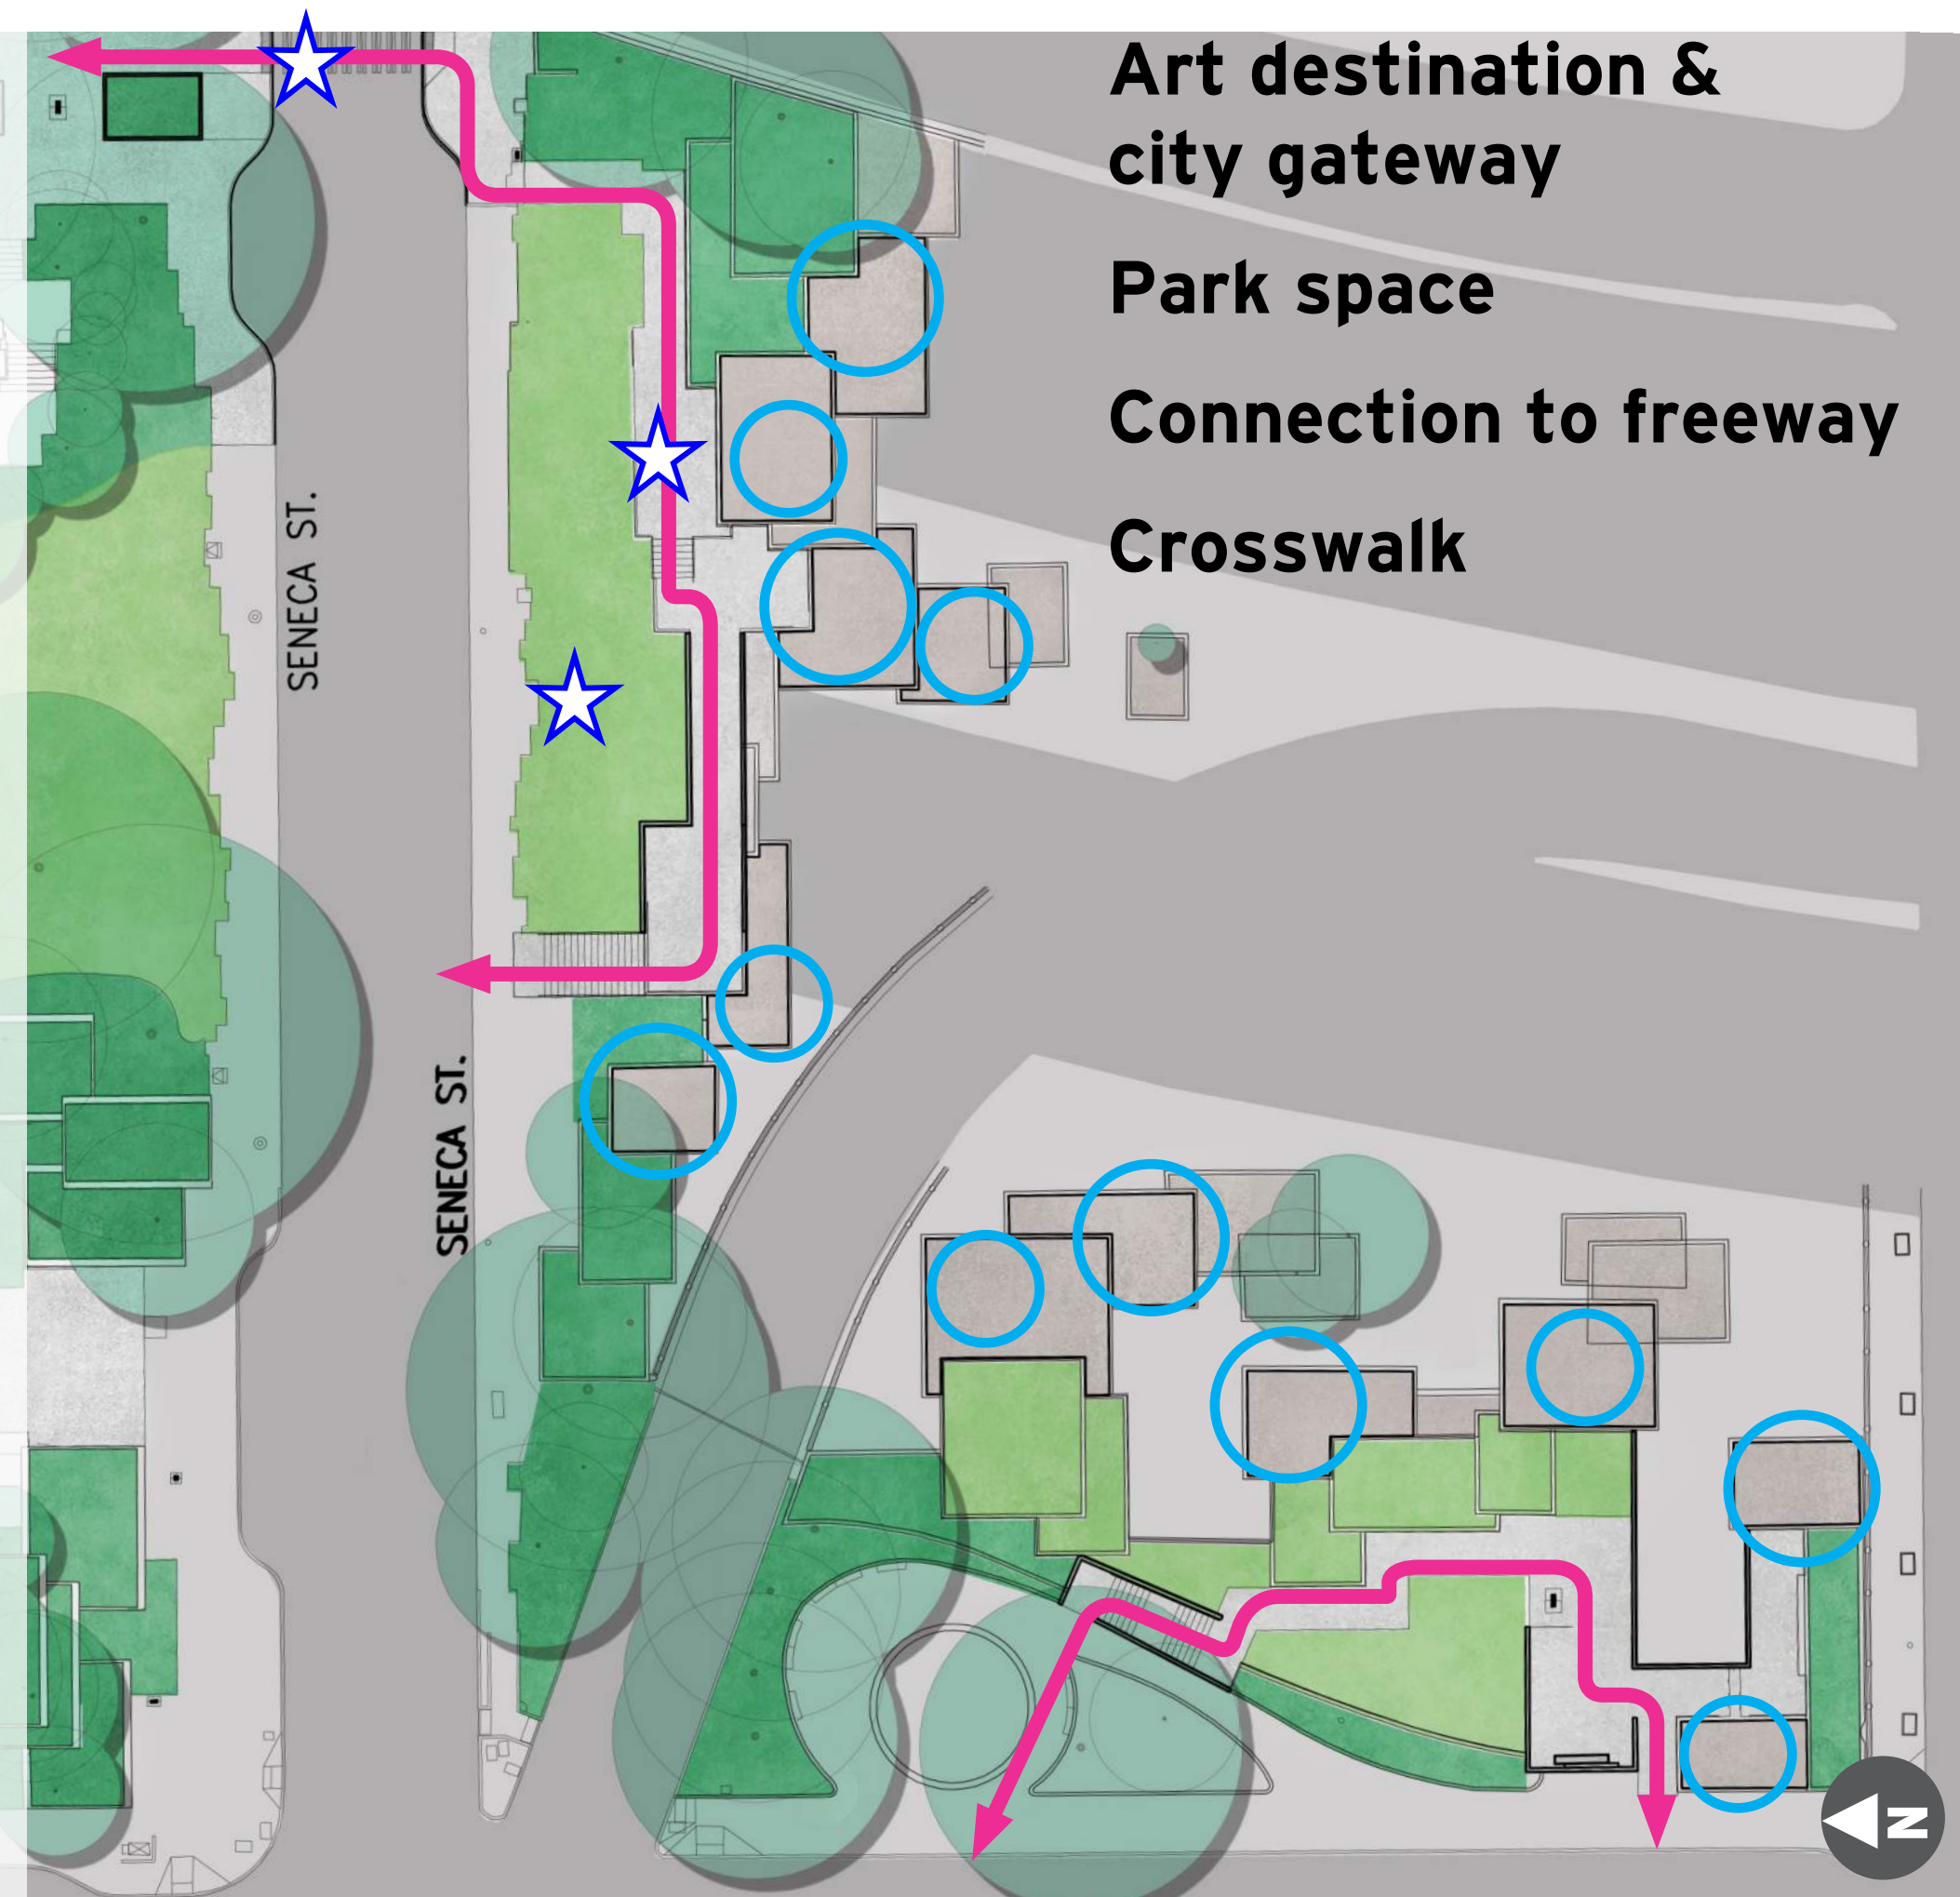 Art destination &
city gateway
Park space
Connection to freeway
Crosswalk
SENECA ST.
SENECA ST.
N